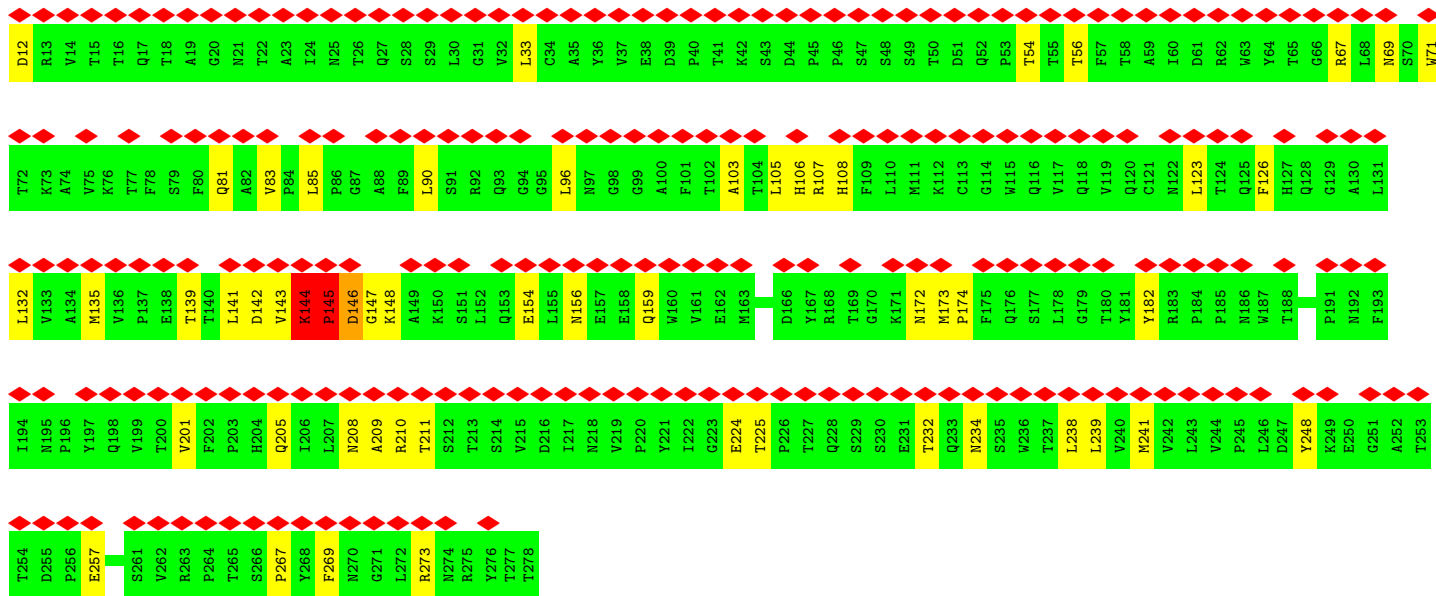 D12 R13 V14 T15 T16 Q17 T18 A19 G20 N21 T22 A23 I24 N25 T26 Q27 S28 S29 L30 G31 V32 L33 C34 A35 Y36 V37 E38 D39 P40 T41 K42 S43 D44 P45 P46 S47 S48 S49 T50 D51 Q52 P53 T54 T55 T56 F57 T58 A59 I60 D61 R62 W63 Y64 T65 G66 R67 L68 N69 S70 W71
T72 K73 A74 V75 K76 T77 F78 S79 F80 Q81 A82 V83 P84 L85 P86 G87 A88 F89 L90 S91 R92 Q93 G94 G95 L96 N97 G98 G99 A100 F101 T102 A103 T104 L105 H106 R107 H108 F109 L110 M111 K112 C113 G114 W115 Q116 V117 Q118 V119 Q120 C121 N122 L123 T124 Q125 F126 H127 Q128 G129 A130 L131
L132 V133 A134 M135 V136 P137 E138 T139 T140 L141 D142 V143 K144 P145 D146 G147 K148 A149 K150 S151 L152 Q153 E154 L155 N156 E157 E158 Q159 W160 V161 E162 M163 D166 Y167 R168 T169 G170 K171 N172 M173 P174 F175 Q176 S177 L178 G179 T180 Y181 Y182 R183 P184 P185 N186 W187 T188 P191 N192 F193
I194 N195 P196 Y197 Q198 V199 T200 V201 F202 P203 H204 Q205 I206 L207 N208 A209 R210 T211 S212 T213 S214 V215 D216 I217 N218 V219 P220 Y221 I222 G223 E224 T225 P226 T227 Q228 S229 S230 E231 T232 Q233 N234 S235 W236 T237 L238 L239 V240 M241 V242 L243 V244 P245 L246 D247 Y248 K249 E250 G251 A252 T253
T254 D255 P256 E257 S261 V262 R263 P264 T265 S266 P267 Y268 F269 N270 G271 L272 R273 N274 R275 Y276 T277 T278